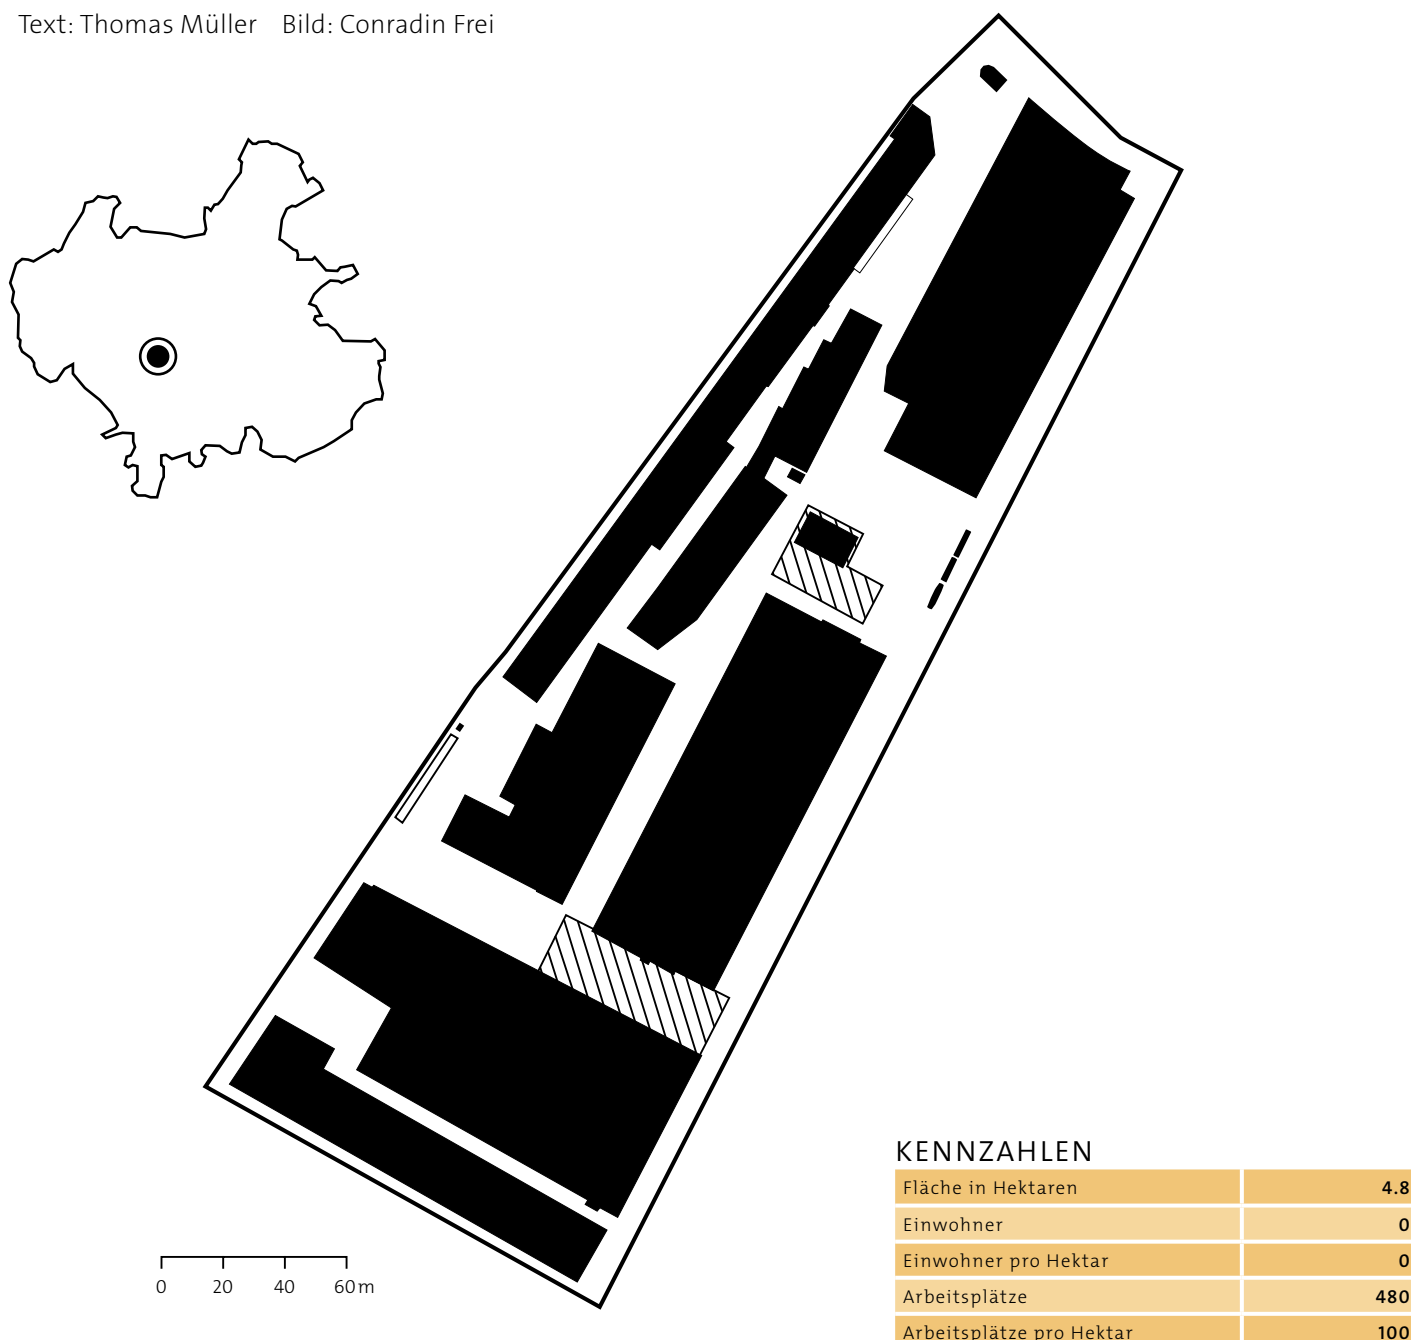 Text: Thomas Müller Bild: Conradin Frei
0 20 40 60 m
KENNZAHLEN
Fläche in Hektaren 4.8
Einwohner 0
Einwohner pro Hektar 0
Arbeitsplätze 480
Arbeitsplätze pro Hektar 100